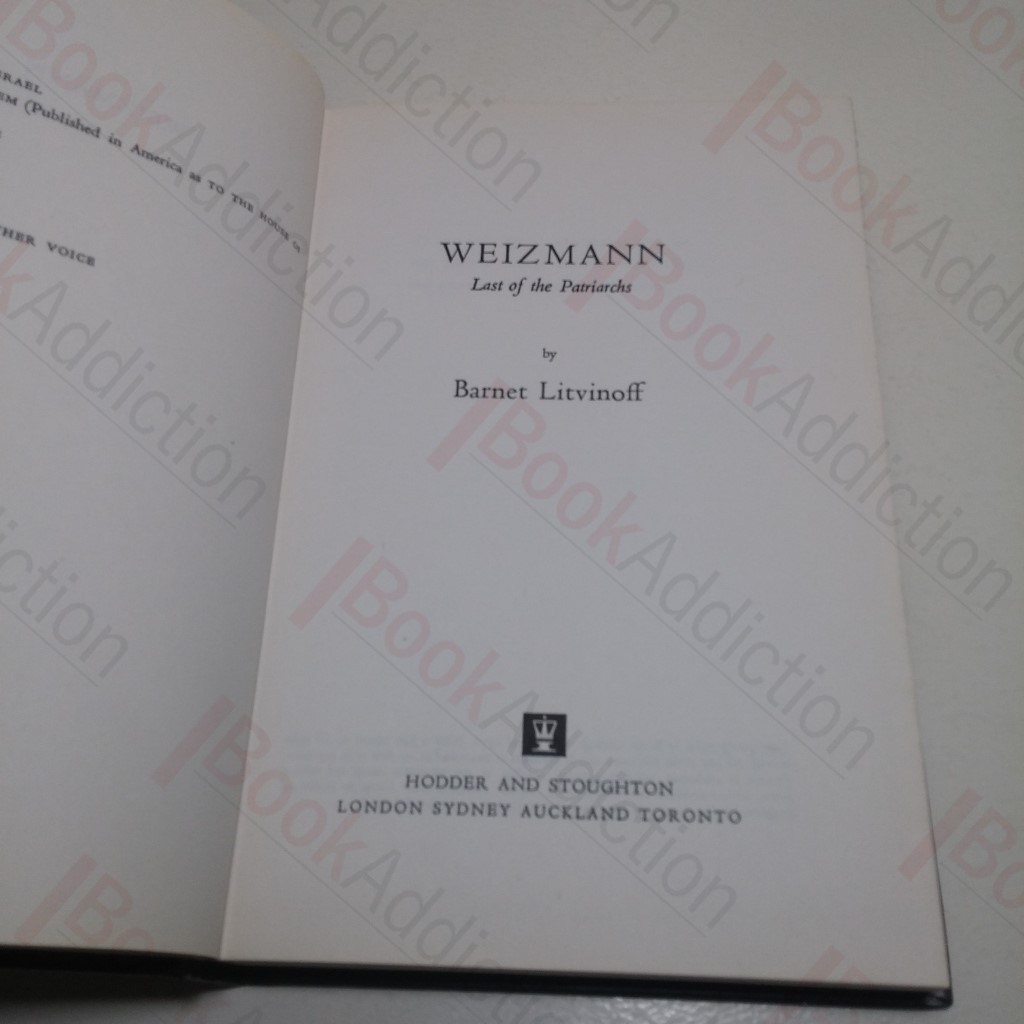 RAEL
EM (Published in America as TO THE HOUSE OF
HER VOICE
WEIZMANN
Last of the Patriarchs
by
Barnet Litvinoff
HODDER AND STOUGHTON
LONDON SYDNEY AUCKLAND TORONTO
BookAddiction